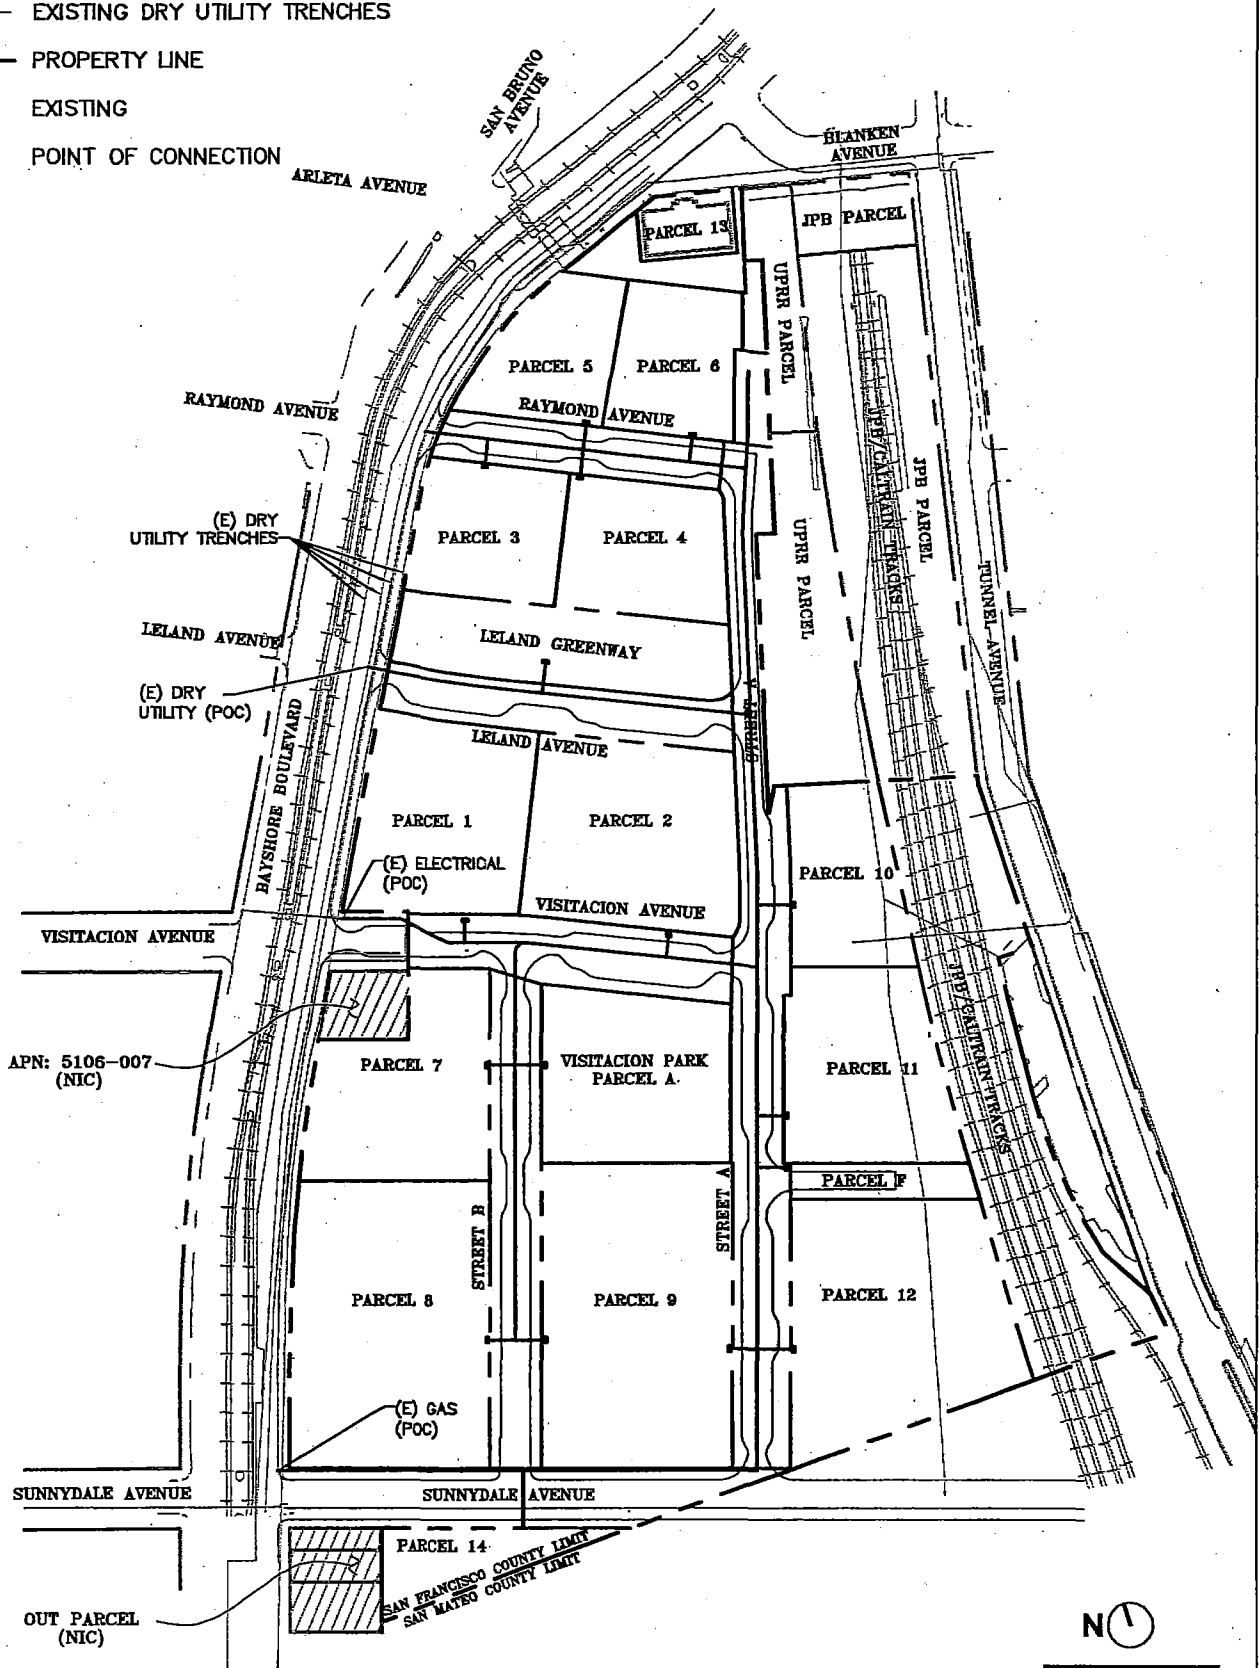 EXISTING DRY UTILITY TRENCHES
PROPERTY LINE
EXISTING
POINT OF CONNECTION
SAN BRUNO
AVENUE
ARLETA AVENUE
BLANKEN
AVENUE
PARCEL 13
JPB PARCEL
UPRR PARCEL
PARCEL 5
PARCEL 6
RAYMOND AVENUE
RAYMOND AVENUE
JPB/CALTRAIN TRACKS
JPB PARCEL
(E) DRY
UTILITY TRENCHES
PARCEL 3
PARCEL 4
UPRR PARCEL
TUNNEL AVENUE
LELAND AVENUE
LELAND GREENWAY
(E) DRY
UTILITY (POC)
STREET A
LELAND AVENUE
BAYSHORE BOULEVARD
PARCEL 1
PARCEL 2
(E) ELECTRICAL
(POC)
PARCEL 10
VISITACION AVENUE
VISITACION AVENUE
JPB/CALTRAIN TRACKS
APN: 5106-007
(NIC)
PARCEL 7
VISITACION PARK
PARCEL A
PARCEL 11
PARCEL F
STREET B
STREET A
PARCEL 8
PARCEL 9
PARCEL 12
(E) GAS
(POC)
SUNNYDALE AVENUE
SUNNYDALE AVENUE
PARCEL 14
SAN FRANCISCO COUNTY LIMIT
SAN MATEO COUNTY LIMIT
OUT PARCEL
(NIC)
N